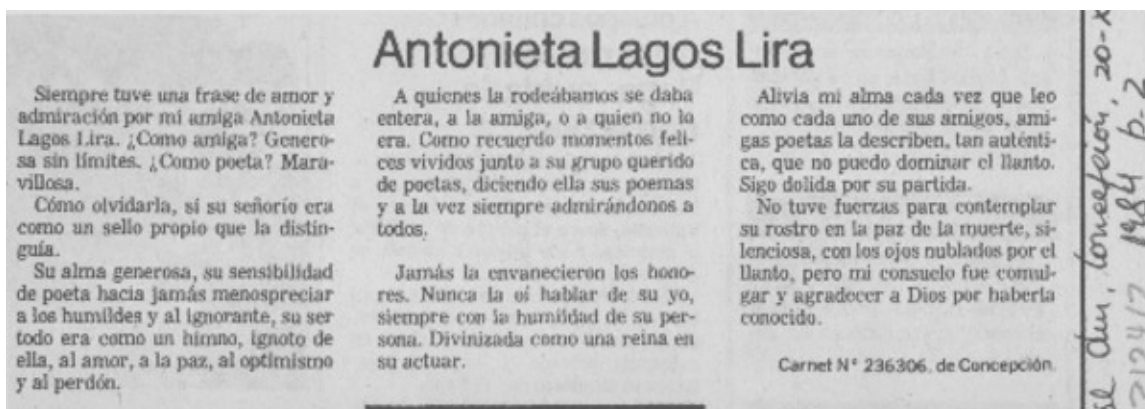 Antonieta Lagos Lira
Siempre tuve una frase de amor y
admiración por mi amiga Antonieta
Lagos Lira. ¿Como amiga? Genero-
sa sin límites. ¿Como poeta? Mara-
villosa.
Cómo olvidarla, si su señorío era
como un sello propio que la distin-
guía.
Su alma generosa, su sensibilidad
de poeta hacia jamás menospreciar
a los humildes y al ignorante, su ser
todo era como un himno, ignoto de
ella, al amor, a la paz, al optimismo
y al perdón.
A quienes la rodeábamos se daba
entera, a la amiga, o a quien no lo
era. Como recuerdo momentos feli-
ces vividos junto a su grupo querido
de poetas, diciendo ella sus poemas
y a la vez siempre admirándonos a
todos.
Jamás la envanecieron los hono-
res. Nunca la oí hablar de su yo,
siempre con la humildad de su per-
sona. Divinizada como una reina en
su actuar.
Alivia mi alma cada vez que leo
como cada uno de sus amigos, ami-
gas poetas la describen, tan auténti-
ca, que no puedo dominar el llanto.
Sigo dolida por su partida.
No tuve fuerzas para contemplar
su rostro en la paz de la muerte, si-
lenciosa, con los ojos nublados por el
llanto, pero mi consuelo fue comul-
gar y agradecer a Dios por haberla
conocido.
Carnet N° 236306, de Concepción.
Concepción, 20-X
1984 p. 2